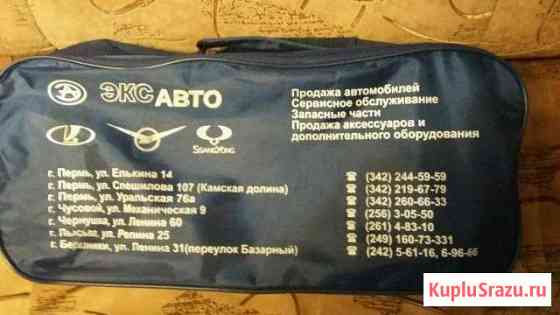 ЭКСАВТО
SSANGYONG
Продажа автомобилей
Сервисное обслуживание
Запасные части
Продажа аксессуаров и
дополнительного оборудования
г. Пермь, ул. Елькина 14 (342) 244-59-59
г. Пермь, ул. Спешилова 107 (Камская долина) (342) 219-67-79
г. Пермь, ул. Уральская 76а (342) 260-66-33
г. Чусовой, ул. Механическая 9 (256) 3-05-50
г. Чернушка, ул. Ленина 60 (261) 4-83-10
г. Лысьва, ул. Репина 25 (249) 160-73-331
г. Березники, ул. Ленина 31(переулок Базарный) (242) 5-61-16, 6-96-66
KupluSrazu.ru